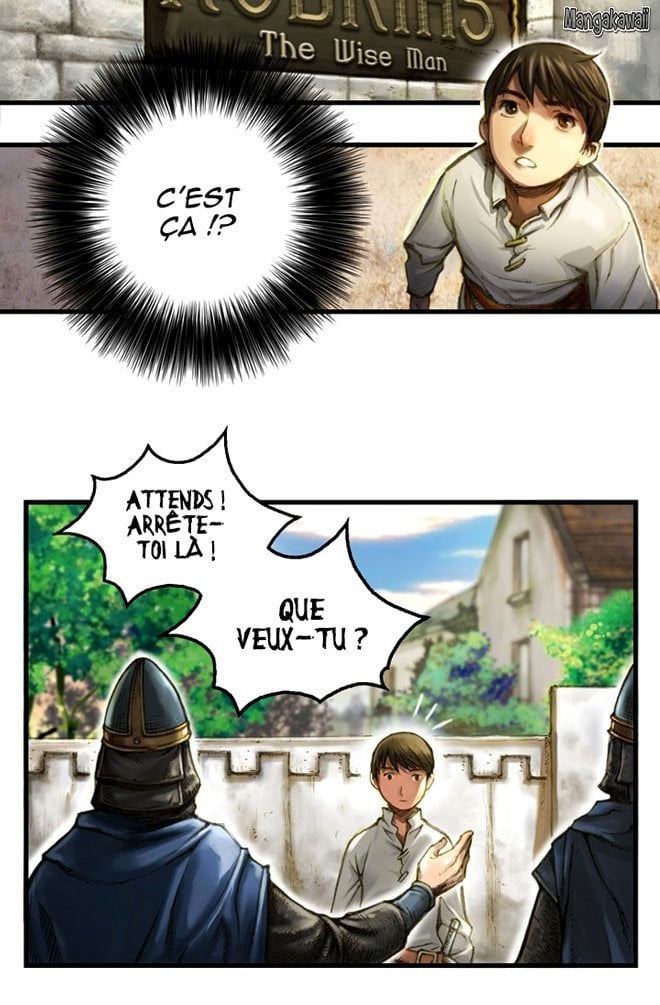 Mangakawaii
The Wise Man
C'EST
ÇA !?
ATTENDS !
ARRÊTE-
TOI LÀ !
QUE
VEUX-TU ?